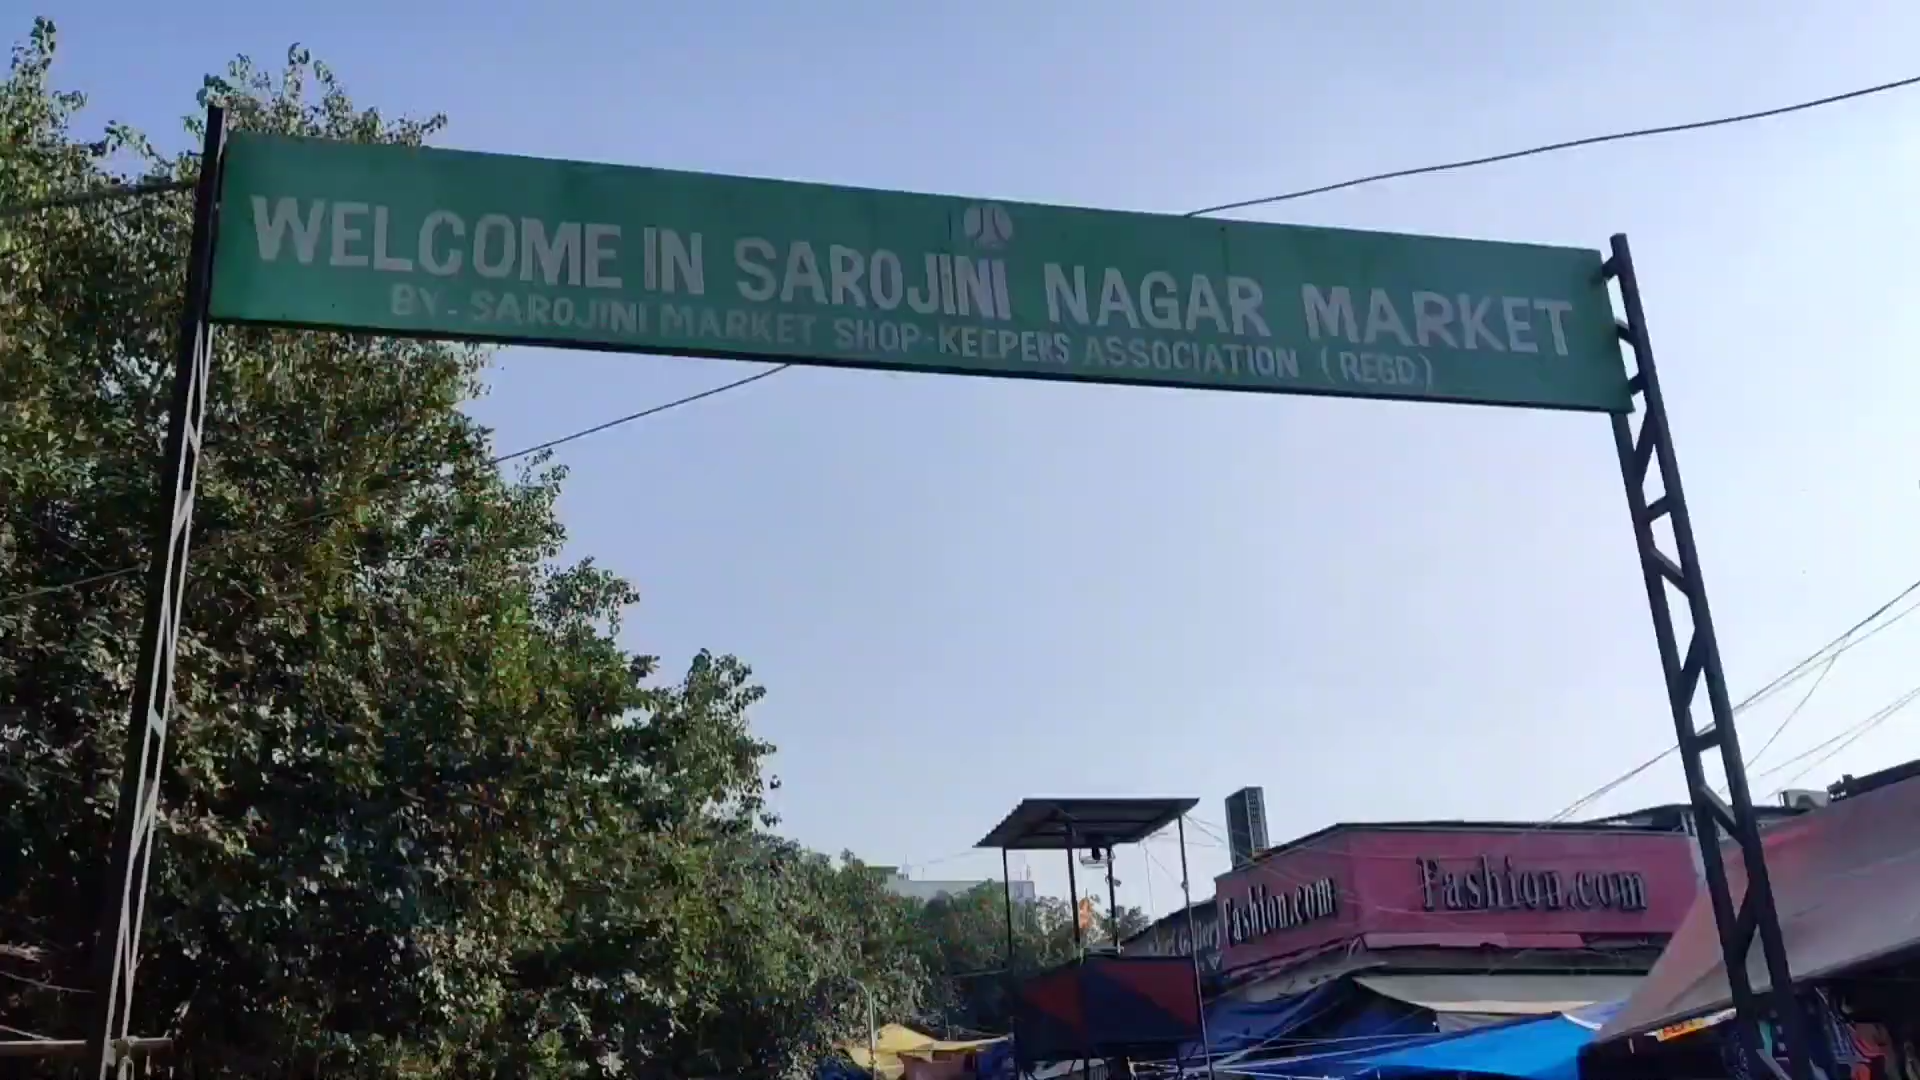 WELCOME IN SAROJINI NAGAR MARKET
BY-SAROJINI MARKET SHOP-KEEPERS ASSOCIATION (REGD.)
Fashion.com
Fashion.com